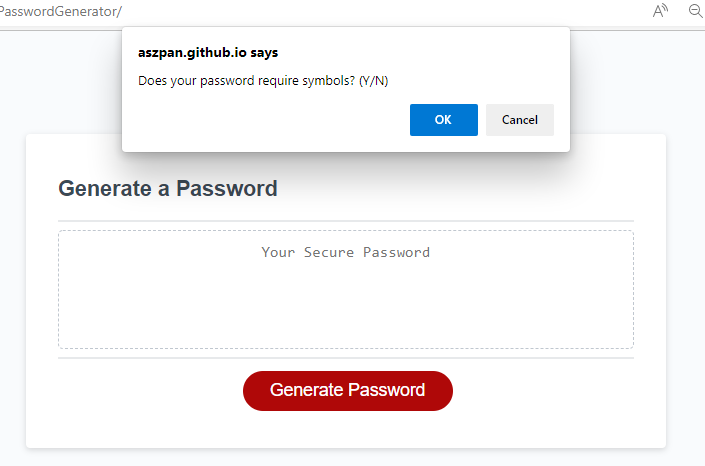 PasswordGenerator/
aszpan.github.io says
Does your password require symbols? (Y/N)
OK
Cancel
Generate a Password
Your Secure Password
Generate Password